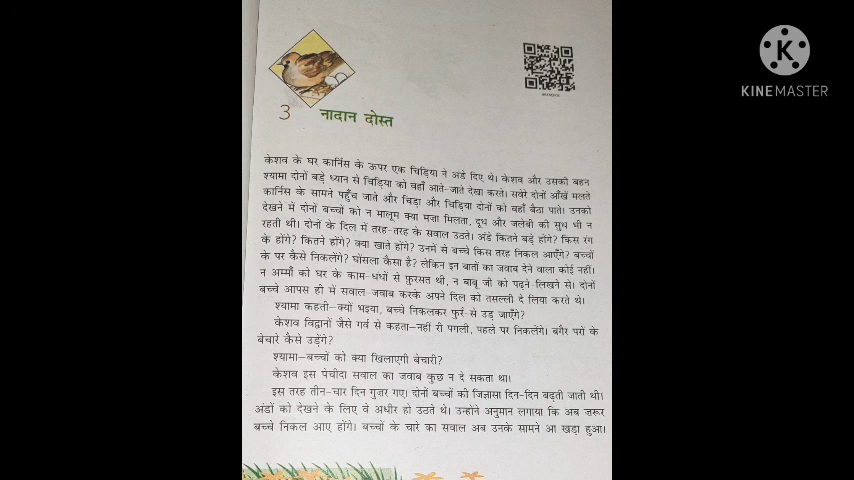 3 नादान दोस्त
KINEMASTER
केशव के घर कार्निस के ऊपर एक चिड़िया ने अंडे दिए थे। केशव और उसकी बहन
श्यामा दोनों बड़े ध्यान से चिड़िया को वहाँ आते-जाते देखा करते। सवेरे दोनों आँखें मलते
कार्निस के सामने पहुँच जाते और चिड़ा और चिड़िया दोनों को वहाँ बैठा पाते। उनको
देखने में दोनों बच्चों को न मालूम क्या मज़ा मिलता, दूध और जलेबी की सुध भी न
रहती थी। दोनों के दिल में तरह-तरह के सवाल उठते। अंडे कितने बड़े होंगे? किस रंग
के होंगे? कितने होंगे? क्या खाते होंगे? उनमें से बच्चे किस तरह निकल आएँगे? बच्चों
के पर कैसे निकलेंगे? घोंसला कैसा है? लेकिन इन बातों का जवाब देने वाला कोई नहीं।
न अम्माँ को घर के काम-धंधों से फ़ुरसत थी, न बाबू जी को पढ़ने-लिखने से। दोनों
बच्चे आपस ही में सवाल-जवाब करके अपने दिल को तसल्ली दे लिया करते थे।
श्यामा कहती–क्यों भइया, बच्चे निकलकर फुर्र-से उड़ जाएँगे?
केशव विद्वानों जैसे गर्व से कहता–नहीं री पगली, पहले पर निकलेंगे। बग़ैर परों के
बेचारे कैसे उड़ेंगे?
श्यामा–बच्चों को क्या खिलाएगी बेचारी?
केशव इस पेचीदा सवाल का जवाब कुछ न दे सकता था।
इस तरह तीन-चार दिन गुज़र गए। दोनों बच्चों की जिज्ञासा दिन-दिन बढ़ती जाती थी।
अंडों को देखने के लिए वे अधीर हो उठते थे। उन्होंने अनुमान लगाया कि अब ज़रूर
बच्चे निकल आए होंगे। बच्चों के चारे का सवाल अब उनके सामने आ खड़ा हुआ।